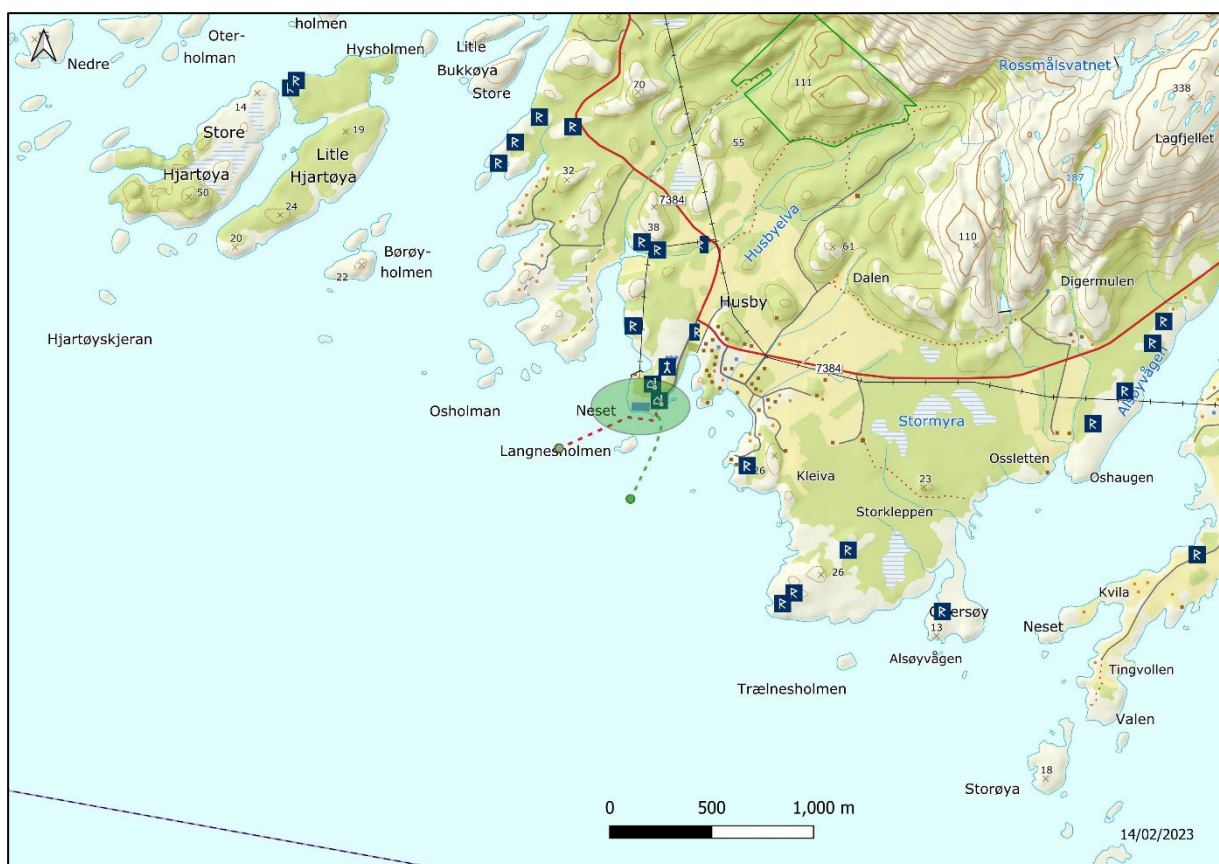 holmen
Oter-
holman
Nedre
Hysholmen
Litle
Bukkøya
Store
Rossmålsvatnet
338
111
70
14
Store
Hjartøya
19
Litle
Hjartøya
55
Lagfjellet
32
187
50
24
7384
Husbyelva
38
20
61
110
Børøy-
holmen
22
Dalen
Digermulen
Husby
Hjartøyskjeran
7384
Alsøyvågen
Osholman
Neset
Stormyra
Langnesholmen
26
Kleiva
Ossletten
Oshaugen
23
Storkleppen
26
Kvila
Neset
13
Alsøyvågen
Tingvollen
Trælnesholmen
Valen
18
Storøya
0 500 1,000 m
14/02/2023